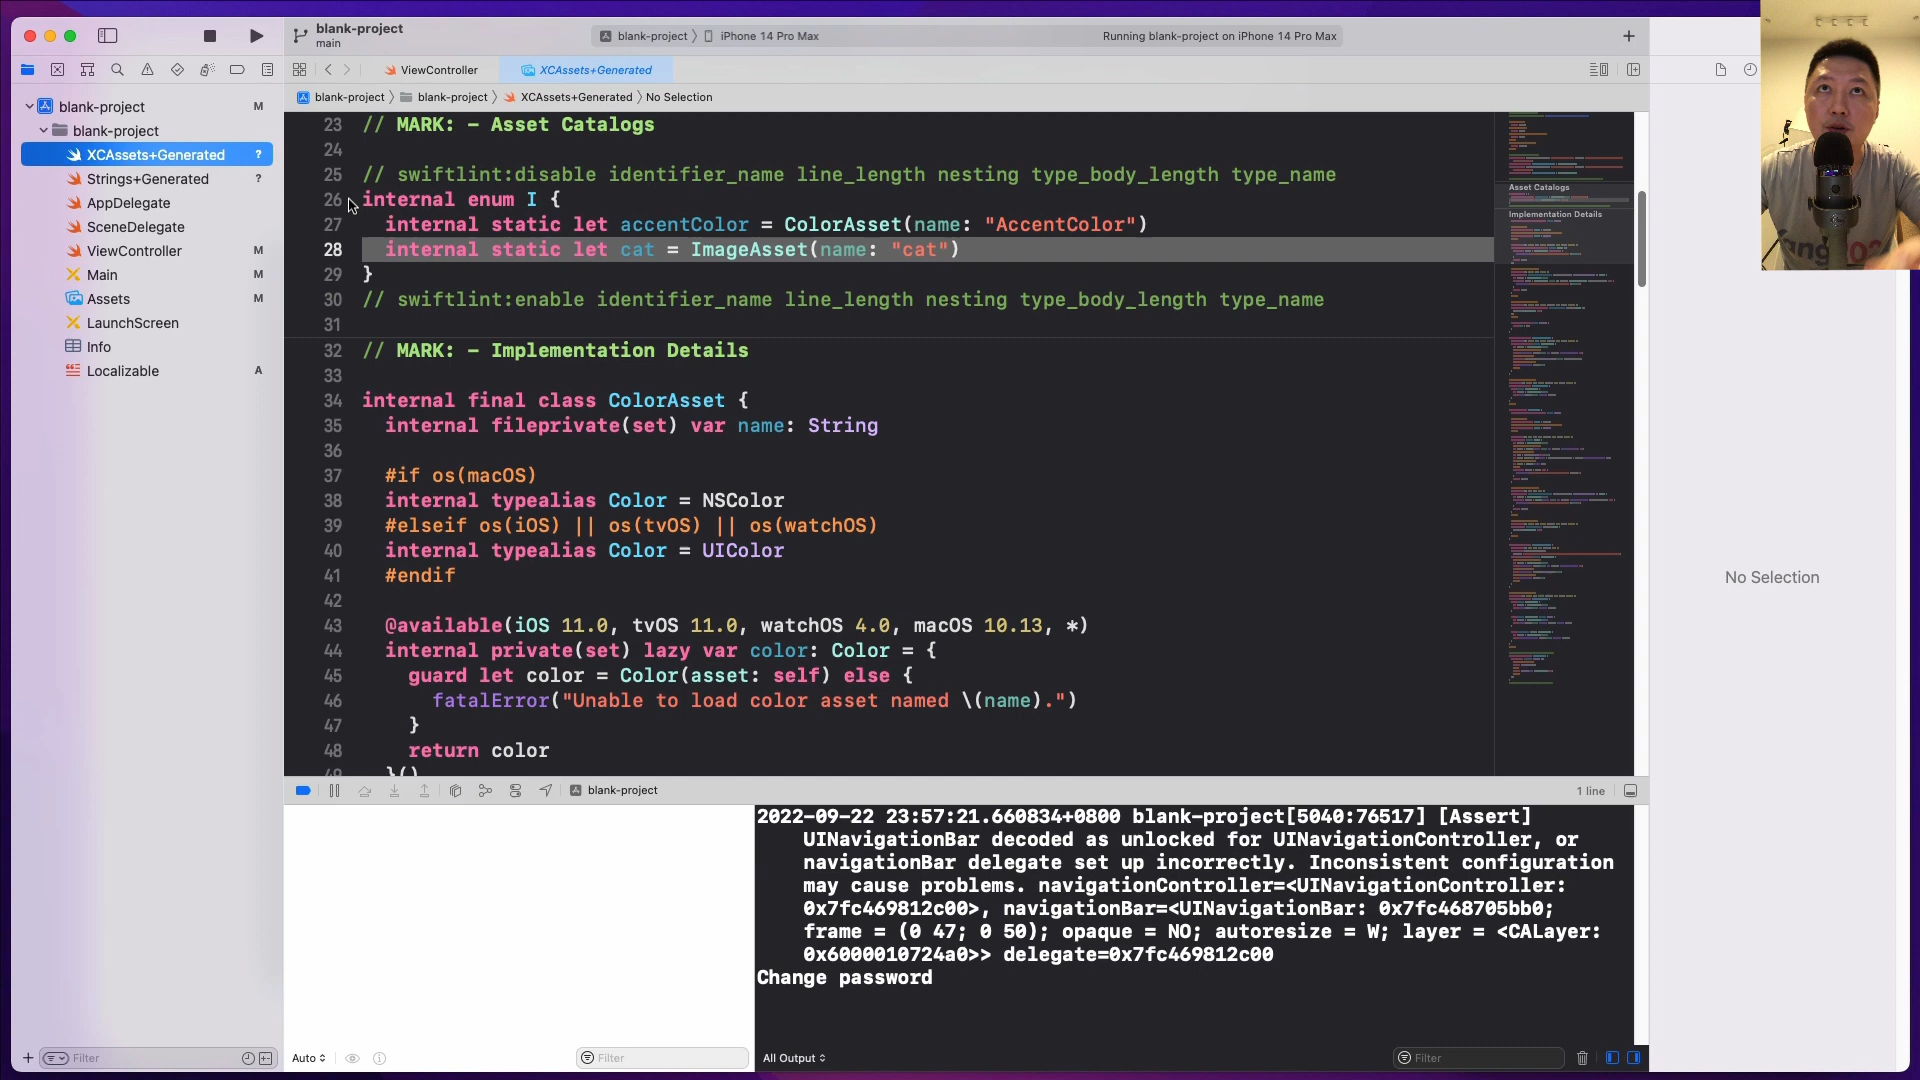 blank-project
main
blank-project
iPhone 14 Pro Max
Running blank-project on iPhone 14 Pro Max
ViewController
XCAssets+Generated
blank-project
blank-project
XCAssets+Generated
No Selection
blank-project M
blank-project
XCAssets+Generated ?
Strings+Generated ?
AppDelegate
SceneDelegate
ViewController M
Main M
Assets M
LaunchScreen
Info
Localizable A
Filter
23 // MARK: - Asset Catalogs
24
25 // swiftlint:disable identifier_name line_length nesting type_body_length type_name
26 internal enum I {
27 internal static let accentColor = ColorAsset(name: "AccentColor")
28 internal static let cat = ImageAsset(name: "cat")
29 }
30 // swiftlint:enable identifier_name line_length nesting type_body_length type_name
31
32 // MARK: - Implementation Details
33
34 internal final class ColorAsset {
35 internal fileprivate(set) var name: String
36
37 #if os(macOS)
38 internal typealias Color = NSColor
39 #elseif os(iOS) || os(tvOS) || os(watchOS)
40 internal typealias Color = UIColor
41 #endif
42
43 @available(iOS 11.0, tvOS 11.0, watchOS 4.0, macOS 10.13, *)
44 internal private(set) lazy var color: Color = {
45 guard let color = Color(asset: self) else {
46 fatalError("Unable to load color asset named \(name).")
47 }
48 return color
49 }()
Asset Catalogs
Implementation Details
No Selection
blank-project
1 line
2022-09-22 23:57:21.660834+0800 blank-project[5040:76517] [Assert]
UINavigationBar decoded as unlocked for UINavigationController, or
navigationBar delegate set up incorrectly. Inconsistent configuration
may cause problems. navigationController=<UINavigationController:
0x7fc469812c00>, navigationBar=<UINavigationBar: 0x7fc468705bb0;
frame = (0 47; 0 50); opaque = NO; autoresize = W; layer = <CALayer:
0x6000010724a0>> delegate=0x7fc469812c00
Change password
Auto
Filter
All Output
Filter